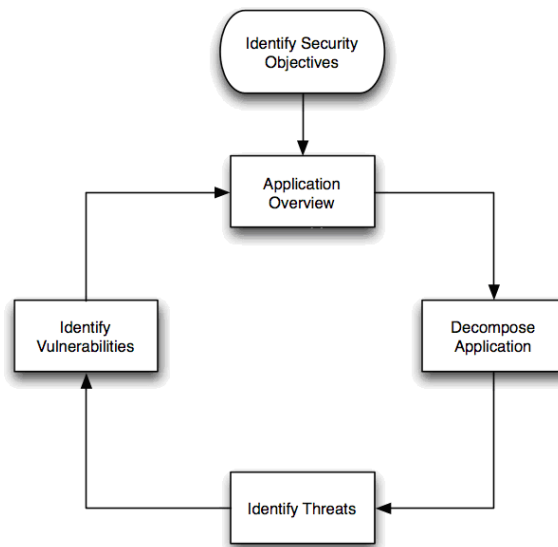 Identify Security
Objectives
Application
Overview
Identify
Vulnerabilities
Decompose
Application
Identify Threats